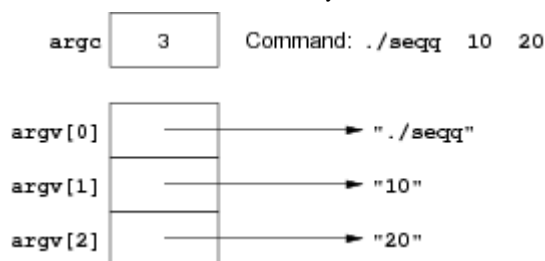 argc 3 Command: ./seqq 10 20
argv[0] "./seqq"
argv[1] "10"
argv[2] "20"